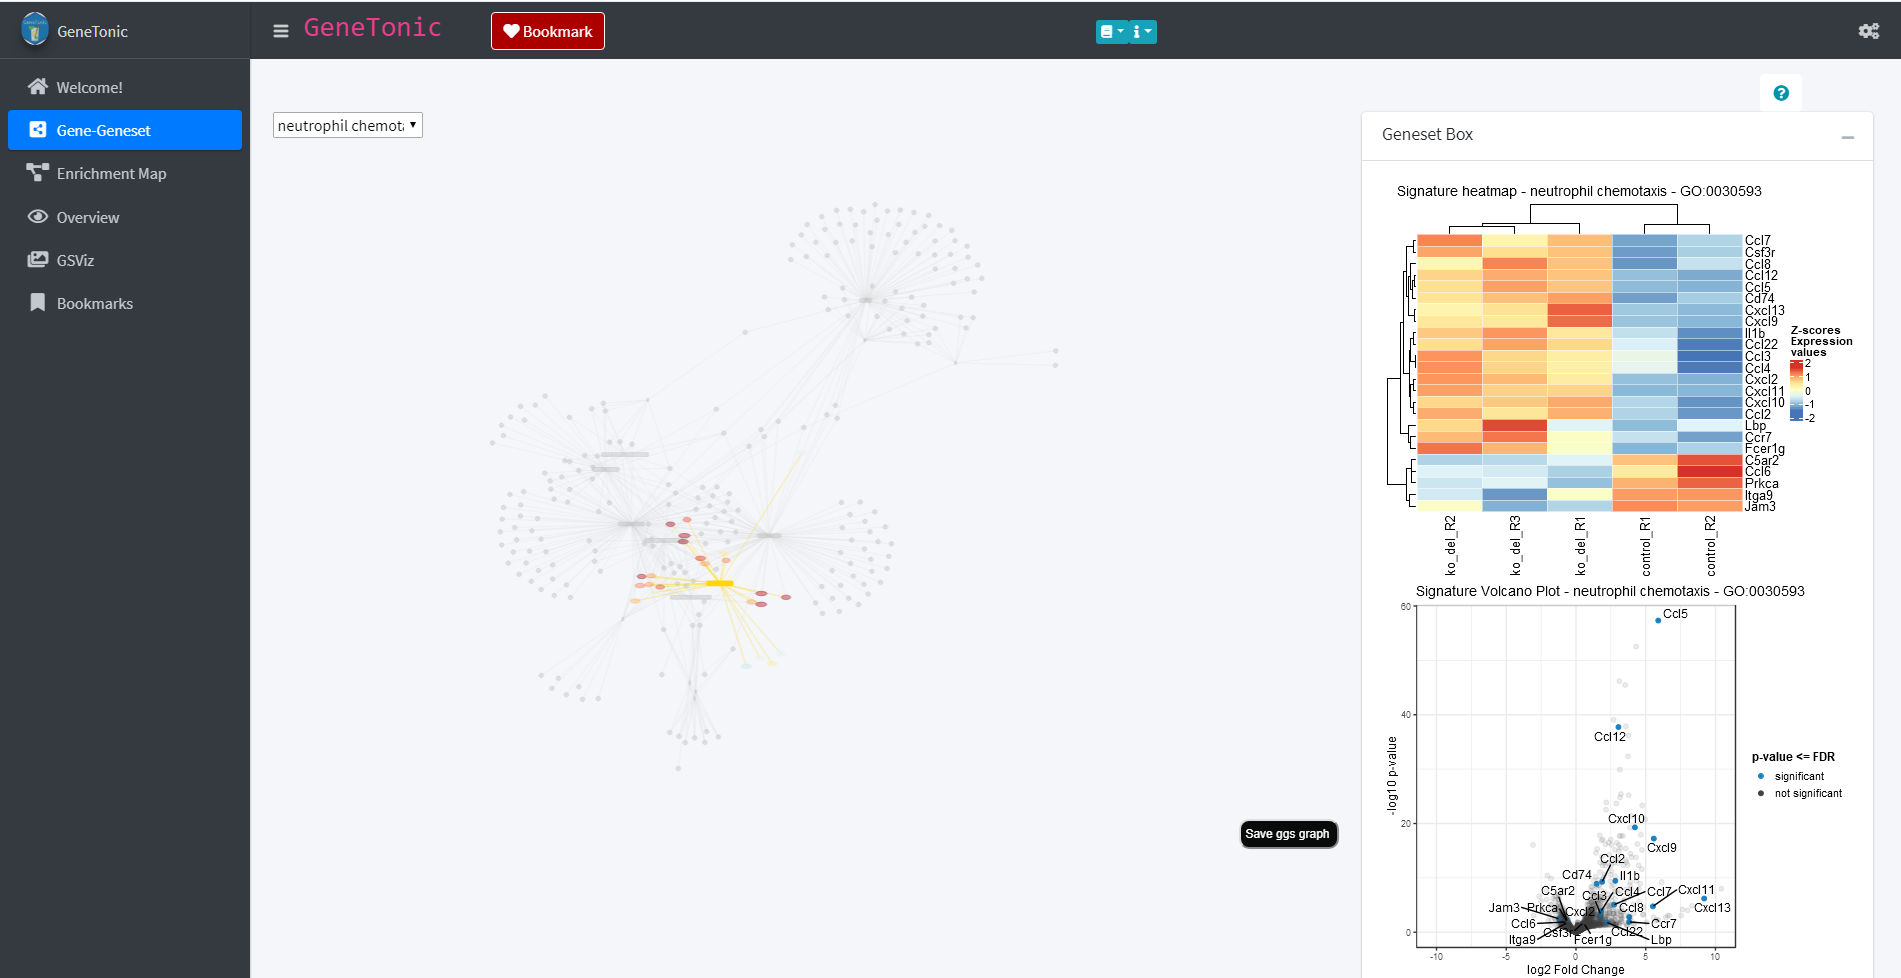 GeneTonic
GeneTonic
Bookmark
Welcome!
Gene-Geneset
Enrichment Map
Overview
GSViz
Bookmarks
neutrophil chemota
Save ggs graph
Geneset Box
Signature heatmap - neutrophil chemotaxis - GO:0030593
Ccl7
Csf3r
Ccl8
Ccl12
Ccl5
Cd74
Cxcl13
Cxcl9
Il1b
Ccl22
Ccl3
Ccl4
Cxcl2
Cxcl11
Cxcl10
Ccl2
Lbp
Ccr7
Fcer1g
C5ar2
Ccl6
Prkca
Itga9
Jam3
Z-scores
Expression
values
2
1
0
-1
-2
ko_del_R2
ko_del_R3
ko_del_R1
control_R1
control_R2
Signature Volcano Plot - neutrophil chemotaxis - GO:0030593
60
40
20
0
-log10 p-value
Ccl5
Ccl12
Cxcl10
Cxcl9
Ccl2
Cd74
Il1b
C5ar2
Ccl3
Ccl4
Ccl7
Cxcl11
Jam3
Prkca
Cxcl2
Ccl8
Cxcl13
Ccl6
Csf3r
Ccl22
Ccr7
Itga9
Fcer1g
Lbp
-10
-5
0
5
10
log2 Fold Change
p-value <= FDR
significant
not significant